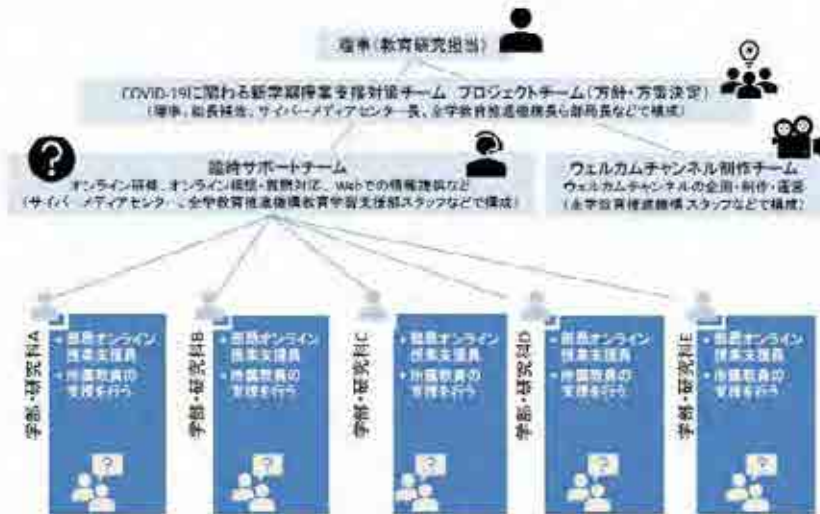 理事(教育研究担当)
COVID-19に関わる新学期授業支援対策チーム プロジェクトチーム(方針・方策決定)
(理事、総長補佐、サイバーメディアセンター長、全学教育推進機構長ら部局長などで構成)
臨時サポートチーム
オンライン研修、オンライン相談・質問対応、Webでの情報提供など
(サイバーメディアセンター、全学教育推進機構教育学習支援部スタッフなどで構成)
ウェルカムチャンネル制作チーム
ウェルカムチャンネルの企画・制作・運営
(全学教育推進機構スタッフなどで構成)
学部・研究科A
部局オンライン
授業支援員
所属教員の
支援を行う
?
学部・研究科B
部局オンライン
授業支援員
所属教員の
支援を行う
?
学部・研究科C
部局オンライン
授業支援員
所属教員の
支援を行う
?
学部・研究科D
部局オンライン
授業支援員
所属教員の
支援を行う
?
学部・研究科E
部局オンライン
授業支援員
所属教員の
支援を行う
?